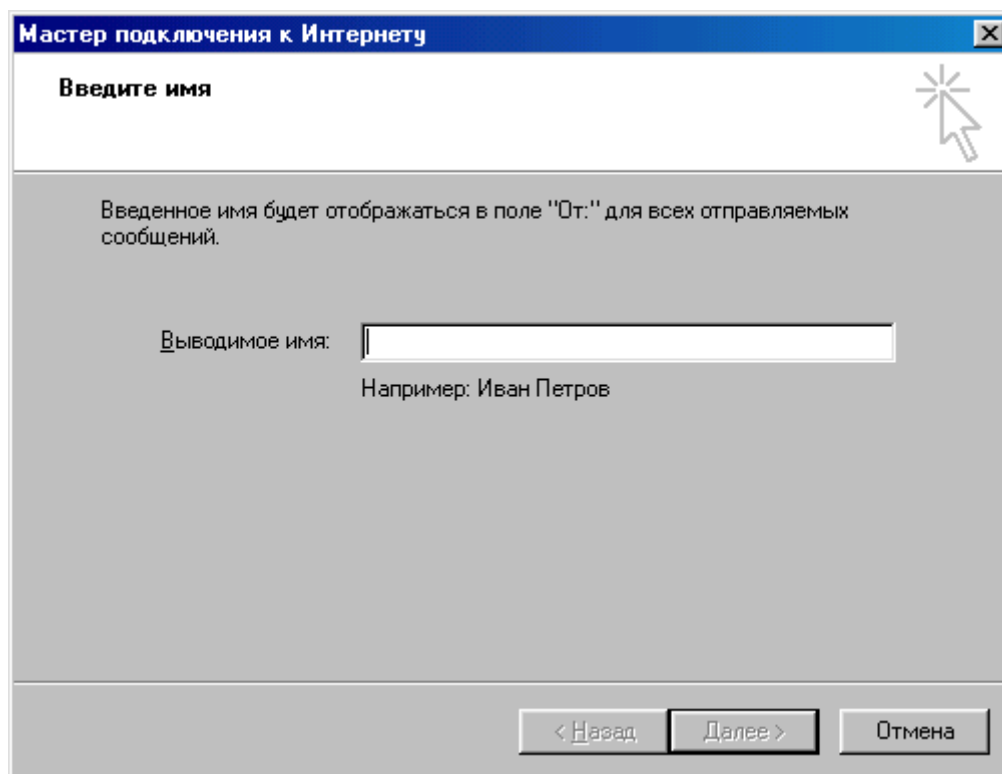 Мастер подключения к Интернету
Введите имя
Введенное имя будет отображаться в поле "От:" для всех отправляемых
сообщений.
Выводимое имя:
Например: Иван Петров
< Назад Далее > Отмена